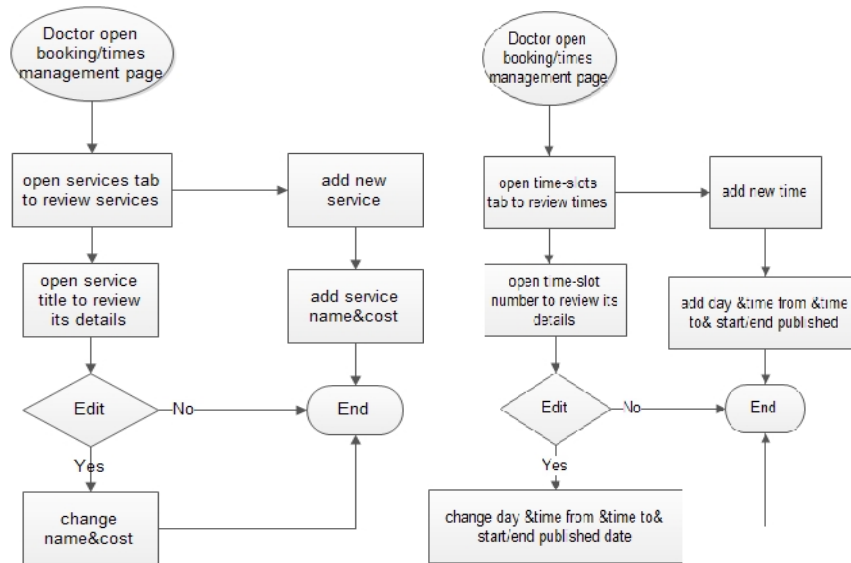 Doctor open
booking/times
management page
open services tab
to review services
add new
service
open service
title to review
its details
add service
name&cost
Edit
No
End
Yes
change
name&cost
Doctor open
booking/times
management page
open time-slots
tab to review times
add new time
open time-slot
number to review its
details
add day &time from &time
to& start/end published
Edit
No
End
Yes
change day &time from &time to&
start/end published date